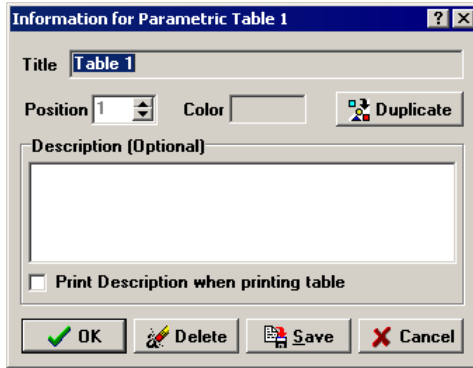 Information for Parametric Table 1
Title Table 1
Position 1 Color Duplicate
Description (Optional)
Print Description when printing table
OK Delete Save Cancel